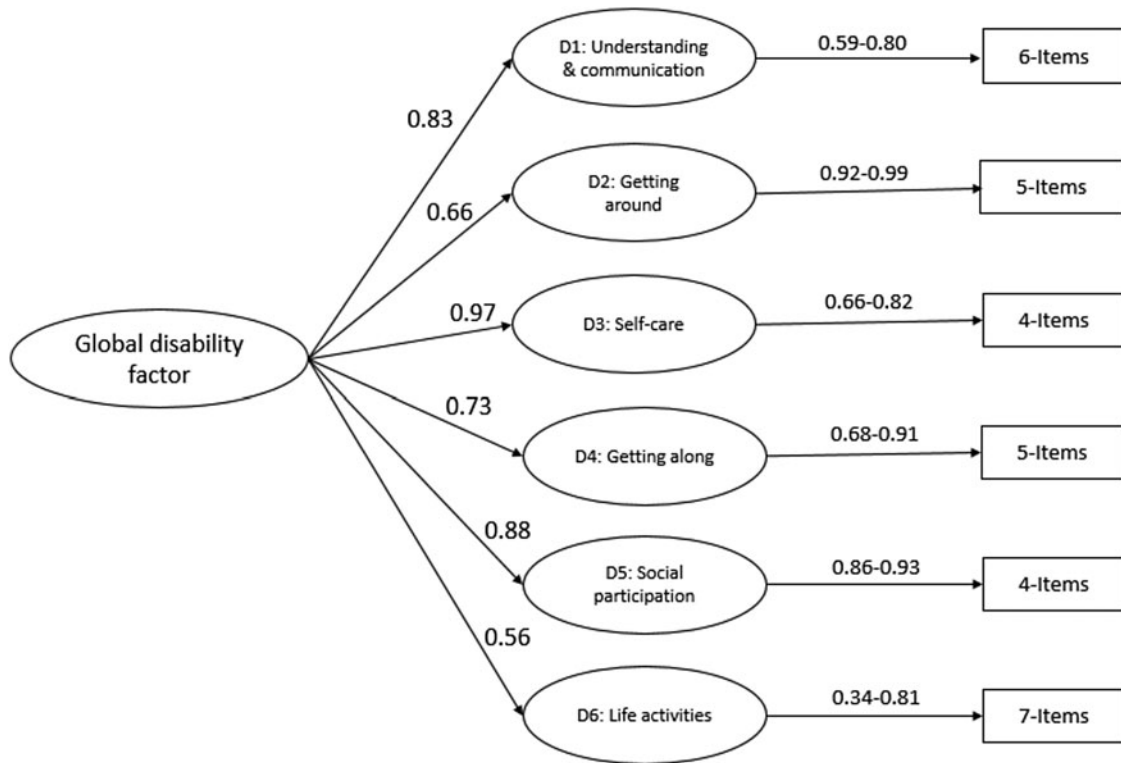 Global disability
factor
0.83
0.66
0.97
0.73
0.88
0.56
D1: Understanding
& communication
0.59-0.80
6-Items
D2: Getting
around
0.92-0.99
5-Items
D3: Self-care
0.66-0.82
4-Items
D4: Getting along
0.68-0.91
5-Items
D5: Social
participation
0.86-0.93
4-Items
D6: Life activities
0.34-0.81
7-Items